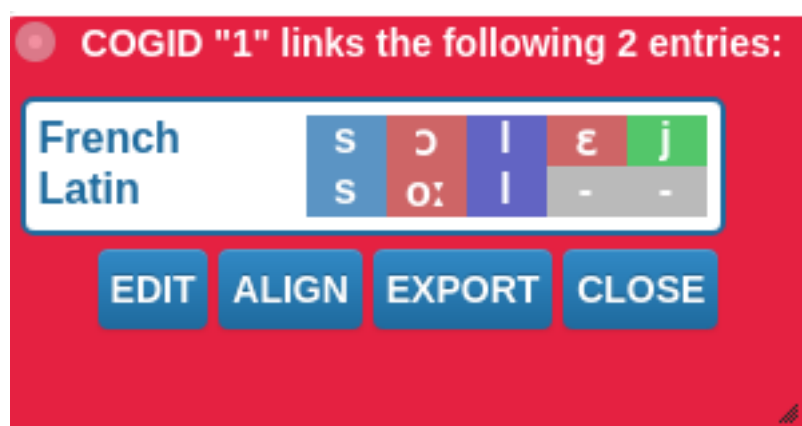 COGID "1" links the following 2 entries:
French s ɔ l ɛ j
Latin s oː l - -
EDIT ALIGN EXPORT CLOSE